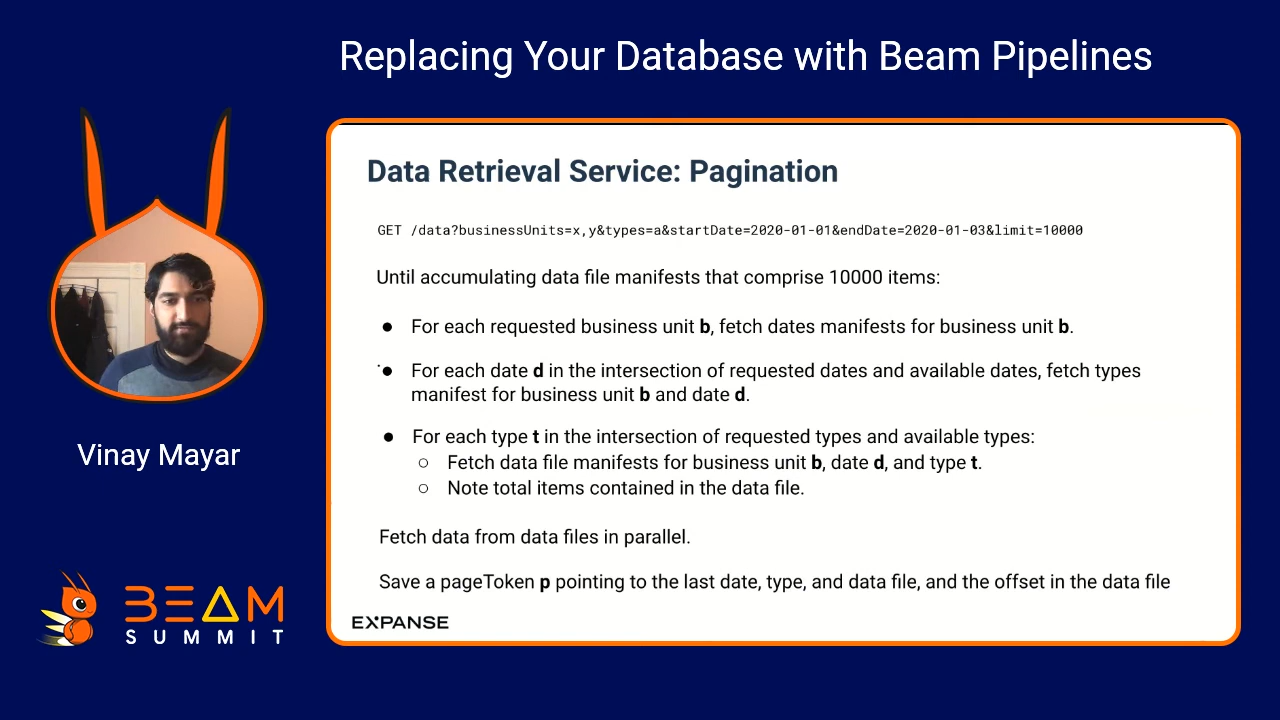 Replacing Your Database with Beam Pipelines
Data Retrieval Service: Pagination
GET /data?businessUnits=x,y&types=a&startDate=2020-01-01&endDate=2020-01-03&limit=10000
Until accumulating data file manifests that comprise 10000 items:
● For each requested business unit b, fetch dates manifests for business unit b.
● For each date d in the intersection of requested dates and available dates, fetch types
manifest for business unit b and date d.
● For each type t in the intersection of requested types and available types:
○ Fetch data file manifests for business unit b, date d, and type t.
○ Note total items contained in the data file.
Fetch data from data files in parallel.
Save a pageToken p pointing to the last date, type, and data file, and the offset in the data file
EXPANSE
Vinay Mayar
BEAM
SUMMIT